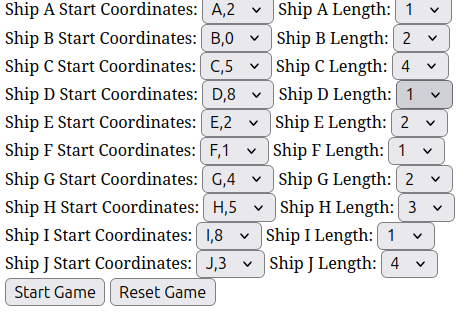 Ship A Start Coordinates: A,2 Ship A Length: 1
Ship B Start Coordinates: B,0 Ship B Length: 2
Ship C Start Coordinates: C,5 Ship C Length: 4
Ship D Start Coordinates: D,8 Ship D Length: 1
Ship E Start Coordinates: E,2 Ship E Length: 2
Ship F Start Coordinates: F,1 Ship F Length: 1
Ship G Start Coordinates: G,4 Ship G Length: 2
Ship H Start Coordinates: H,5 Ship H Length: 3
Ship I Start Coordinates: I,8 Ship I Length: 1
Ship J Start Coordinates: J,3 Ship J Length: 4
Start Game Reset Game